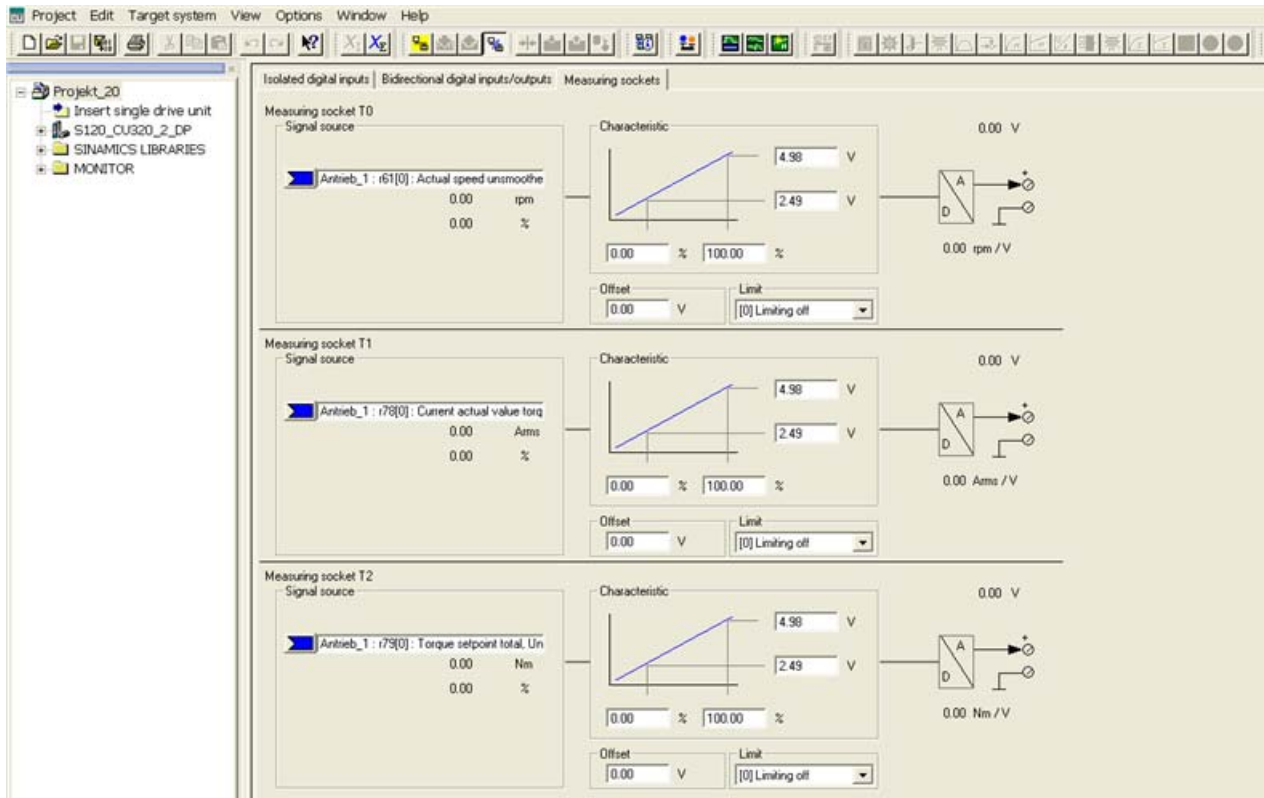 Project Edit Target system View Options Window Help
Projekt_20
Insert single drive unit
S120_CU320_2_DP
SINAMICS LIBRARIES
MONITOR
Isolated digital inputs Bidirectional digital inputs/outputs Measuring sockets
Measuring socket T0
Signal source
Characteristic
0.00 V
4.98 V
Antrieb_1 : r61[0] : Actual speed unsmoothe
A
D
0.00 rpm
2.49 V
0.00 %
0.00 % 100.00 %
0.00 rpm / V
Offset
Limit
0.00 V
[0] Limiting off
Measuring socket T1
Signal source
Characteristic
0.00 V
4.98 V
Antrieb_1 : r78[0] : Current actual value torq
A
D
0.00 Arms
2.49 V
0.00 %
0.00 % 100.00 %
0.00 Arms / V
Offset
Limit
0.00 V
[0] Limiting off
Measuring socket T2
Signal source
Characteristic
0.00 V
4.98 V
Antrieb_1 : r79[0] : Torque setpoint total, Un
A
D
0.00 Nm
2.49 V
0.00 %
0.00 % 100.00 %
0.00 Nm / V
Offset
Limit
0.00 V
[0] Limiting off